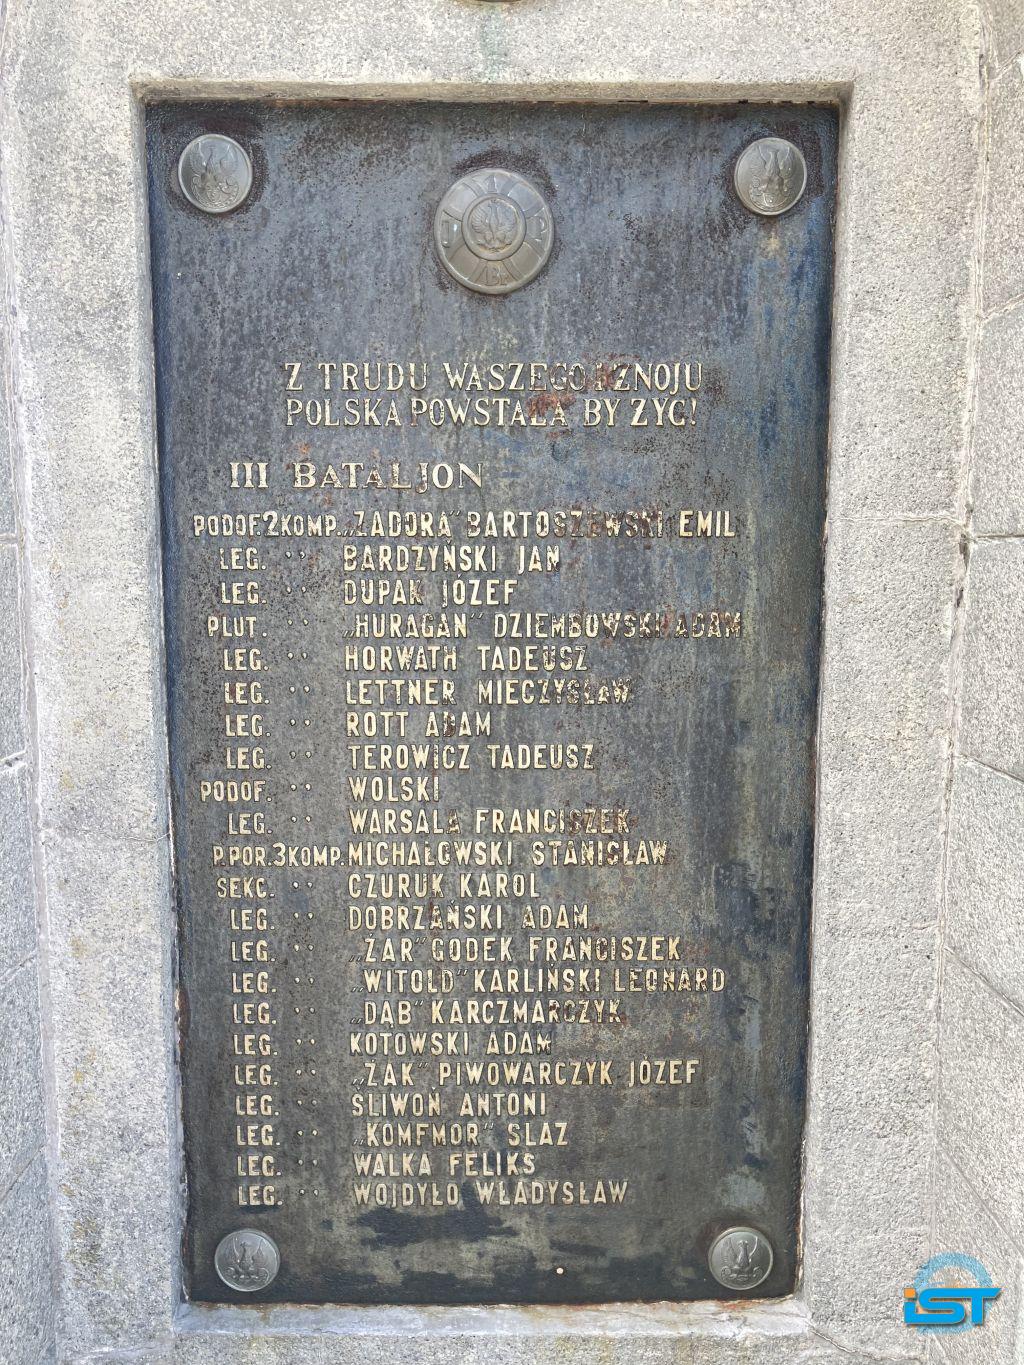 Z TRUDU WASZEGO I ZNOJU
POLSKA POWSTAŁA BY ŻYĆ!
III BATALJON
PODOF. 2 KOMP. „ZADORA" BARTOSZEWSKI EMIL
LEG. '' BARDZYŃSKI JAN
LEG. '' DUPAK JÓZEF
PLUT. '' „HURAGAN" DZIEMBOWSKI ADAM
LEG. '' HORWATH TADEUSZ
LEG. '' LETTNER MIECZYSŁAW
LEG. '' ROTT ADAM
LEG. '' TEROWICZ TADEUSZ
PODOF. '' WOLSKI
LEG. '' WARSALA FRANCISZEK
P.POR. 3 KOMP. MICHAŁOWSKI STANISŁAW
SEKC. '' CZURUK KAROL
LEG. '' DOBRZAŃSKI ADAM
LEG. '' „ŻAR" GODEK FRANCISZEK
LEG. '' „WITOLD" KARLIŃSKI LEONARD
LEG. '' „DĄB" KARCZMARCZYK
LEG. '' KOTOWSKI ADAM
LEG. '' „ŻAK" PIWOWARCZYK JÓZEF
LEG. '' ŚLIWOŃ ANTONI
LEG. '' „KOMFMOR" SLAZ
LEG. '' WALKA FELIKS
LEG. '' WOJDYŁO WŁADYSŁAW
iST